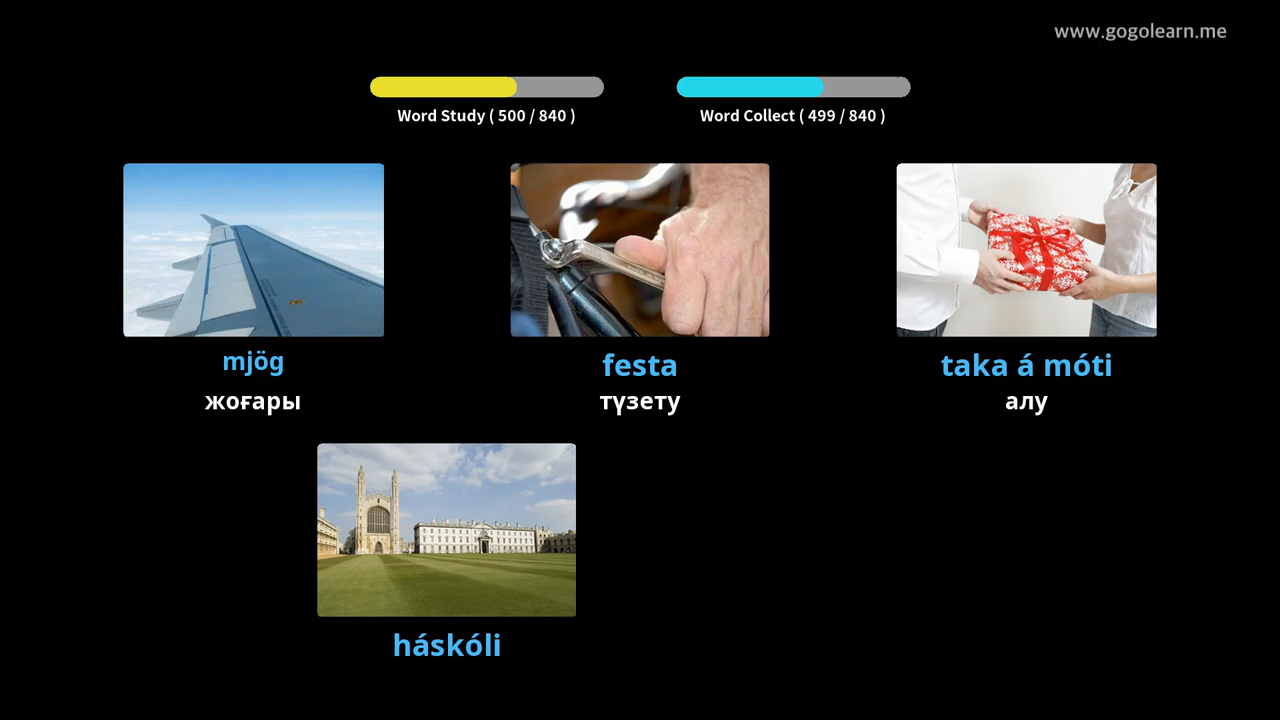 www.gogolearn.me
Word Study ( 500 / 840 )
Word Collect ( 499 / 840 )
mjög
жоғары
festa
түзету
taka á móti
алу
háskóli